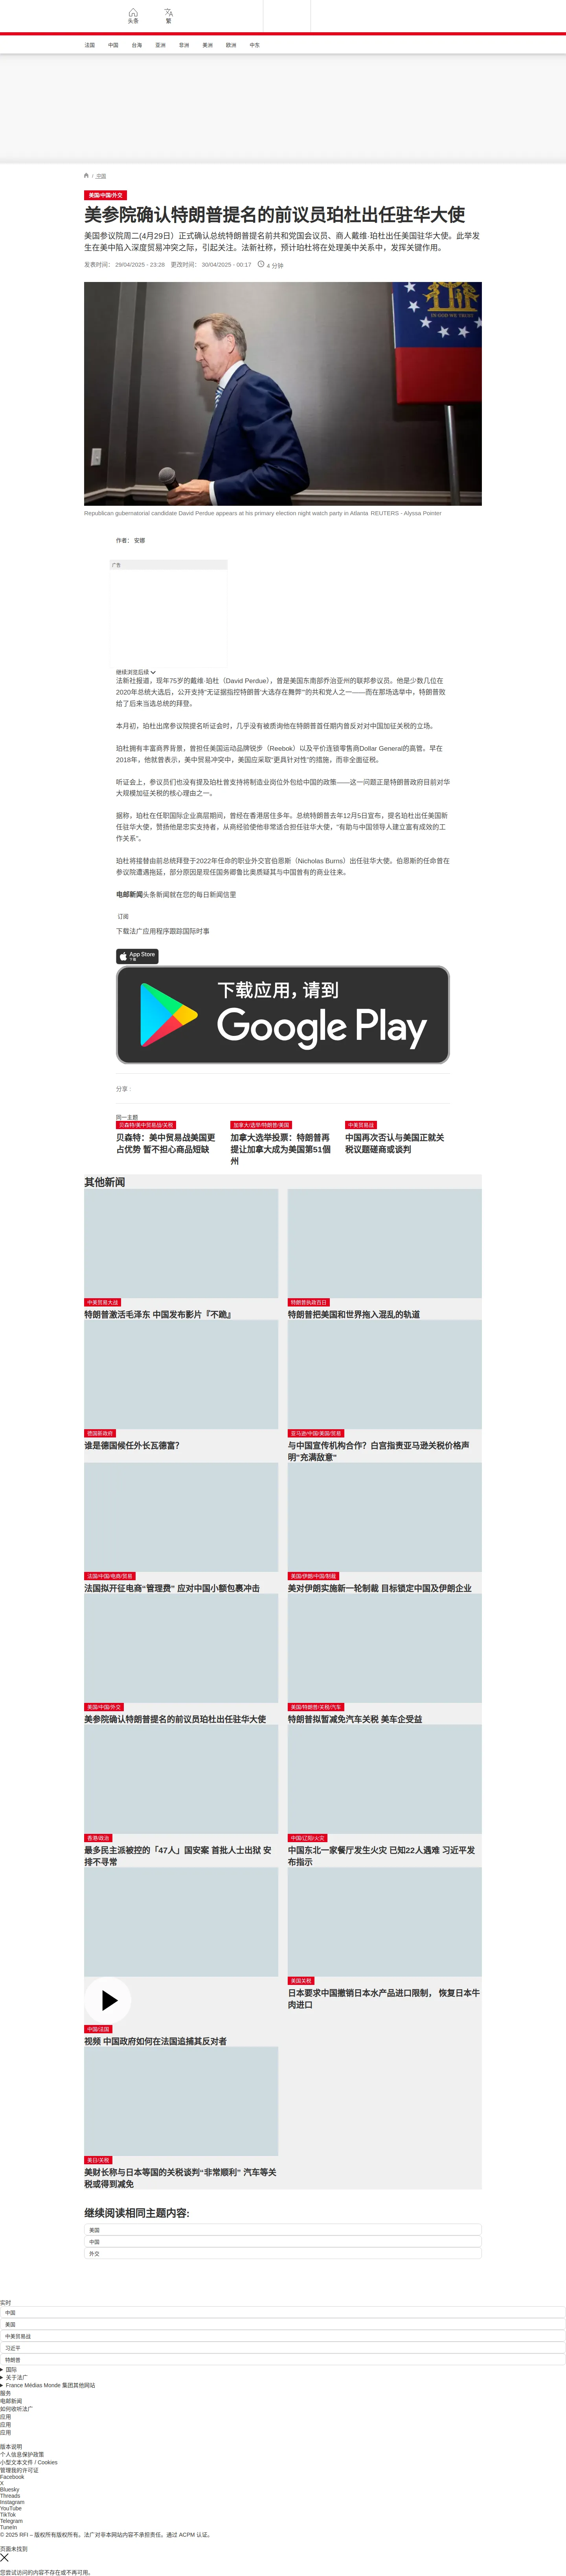 头条
繁
法国
中国
台海
亚洲
非洲
美洲
欧洲
中东
/ 中国
美国/中国/外交
美参院确认特朗普提名的前议员珀杜出任驻华大使
美国参议院周二(4月29日）正式确认总统特朗普提名前共和党国会议员、商人戴维·珀杜出任美国驻华大使。此举发
生在美中陷入深度贸易冲突之际，引起关注。法新社称，预计珀杜将在处理美中关系中，发挥关键作用。
发表时间： 29/04/2025 - 23:28 更改时间： 30/04/2025 - 00:17 4 分钟
Republican gubernatorial candidate David Perdue appears at his primary election night watch party in Atlanta REUTERS - Alyssa Pointer
作者： 安娜
广告
继续浏览后续
法新社报道，现年75岁的戴维·珀杜（David Perdue），曾是美国东南部乔治亚州的联邦参议员。他是少数几位在
2020年总统大选后，公开支持“无证据指控特朗普‘大选存在舞弊’”的共和党人之一——而在那场选举中，特朗普败
给了后来当选总统的拜登。
本月初，珀杜出席参议院提名听证会时，几乎没有被质询他在特朗普首任期内曾反对对中国加征关税的立场。
珀杜拥有丰富商界背景，曾担任美国运动品牌锐步（Reebok）以及平价连锁零售商Dollar General的高管。早在
2018年，他就曾表示，美中贸易冲突中，美国应采取“更具针对性”的措施，而非全面征税。
听证会上，参议员们也没有提及珀杜曾支持将制造业岗位外包给中国的政策——这一问题正是特朗普政府目前对华
大规模加征关税的核心理由之一。
据称，珀杜在任职国际企业高层期间，曾经在香港居住多年。总统特朗普去年12月5日宣布，提名珀杜出任美国新
任驻华大使，赞扬他是忠实支持者，从商经验使他非常适合担任驻华大使，“有助与中国领导人建立富有成效的工
作关系”。
珀杜将接替由前总统拜登于2022年任命的职业外交官伯恩斯（Nicholas Burns）出任驻华大使。伯恩斯的任命曾在
参议院遭遇拖延，部分原因是现任国务卿鲁比奥质疑其与中国曾有的商业往来。
电邮新闻头条新闻就在您的每日新闻信里
订阅
下载法广应用程序跟踪国际时事
App Store
下载
下载应用，请到
Google Play
分享 :
同一主题
贝森特/美中贸易战/关税
贝森特：美中贸易战美国更
占优势 暂不担心商品短缺
加拿大/选举/特朗普/美国
加拿大选举投票：特朗普再
提让加拿大成为美国第51個
州
中美贸易战
中国再次否认与美国正就关
税议题磋商或谈判
其他新闻
中美贸易大战
特朗普激活毛泽东 中国发布影片『不跪』
特朗普执政百日
特朗普把美国和世界拖入混乱的轨道
德国新政府
谁是德国候任外长瓦德富？
亚马逊/中国/美国/贸易
与中国宣传机构合作？白宫指责亚马逊关税价格声
明"充满敌意"
法国/中国/电商/贸易
法国拟开征电商“管理费” 应对中国小额包裹冲击
美国/伊朗/中国/制裁
美对伊朗实施新一轮制裁 目标锁定中国及伊朗企业
美国/中国/外交
美参院确认特朗普提名的前议员珀杜出任驻华大使
美国/特朗普/关税/汽车
特朗普拟暂减免汽车关税 美车企受益
香港/政治
最多民主派被控的「47人」国安案 首批人士出狱 安
排不寻常
中国/辽阳/火灾
中国东北一家餐厅发生火灾 已知22人遇难 习近平发
布指示
中国/法国
视频 中国政府如何在法国追捕其反对者
美国关税
日本要求中国撤销日本水产品进口限制， 恢复日本牛
肉进口
美日/关税
美财长称与日本等国的关税谈判“非常顺利” 汽车等关
税或得到减免
继续阅读相同主题内容:
美国
中国
外交
实时
中国
美国
中美贸易战
习近平
特朗普
国际
关于法广
France Médias Monde 集团其他网站
服务
电邮新闻
如何收听法广
应用
应用
应用
版本说明
个人信息保护政策
小型文本文件 / Cookies
管理我的许可证
Facebook
X
Bluesky
Threads
Instagram
YouTube
TikTok
Telegram
TuneIn
© 2025 RFI – 版权所有版权所有。法广对非本网站内容不承担责任。通过 ACPM 认证。
页面未找到
您尝试访问的内容不存在或不再可用。